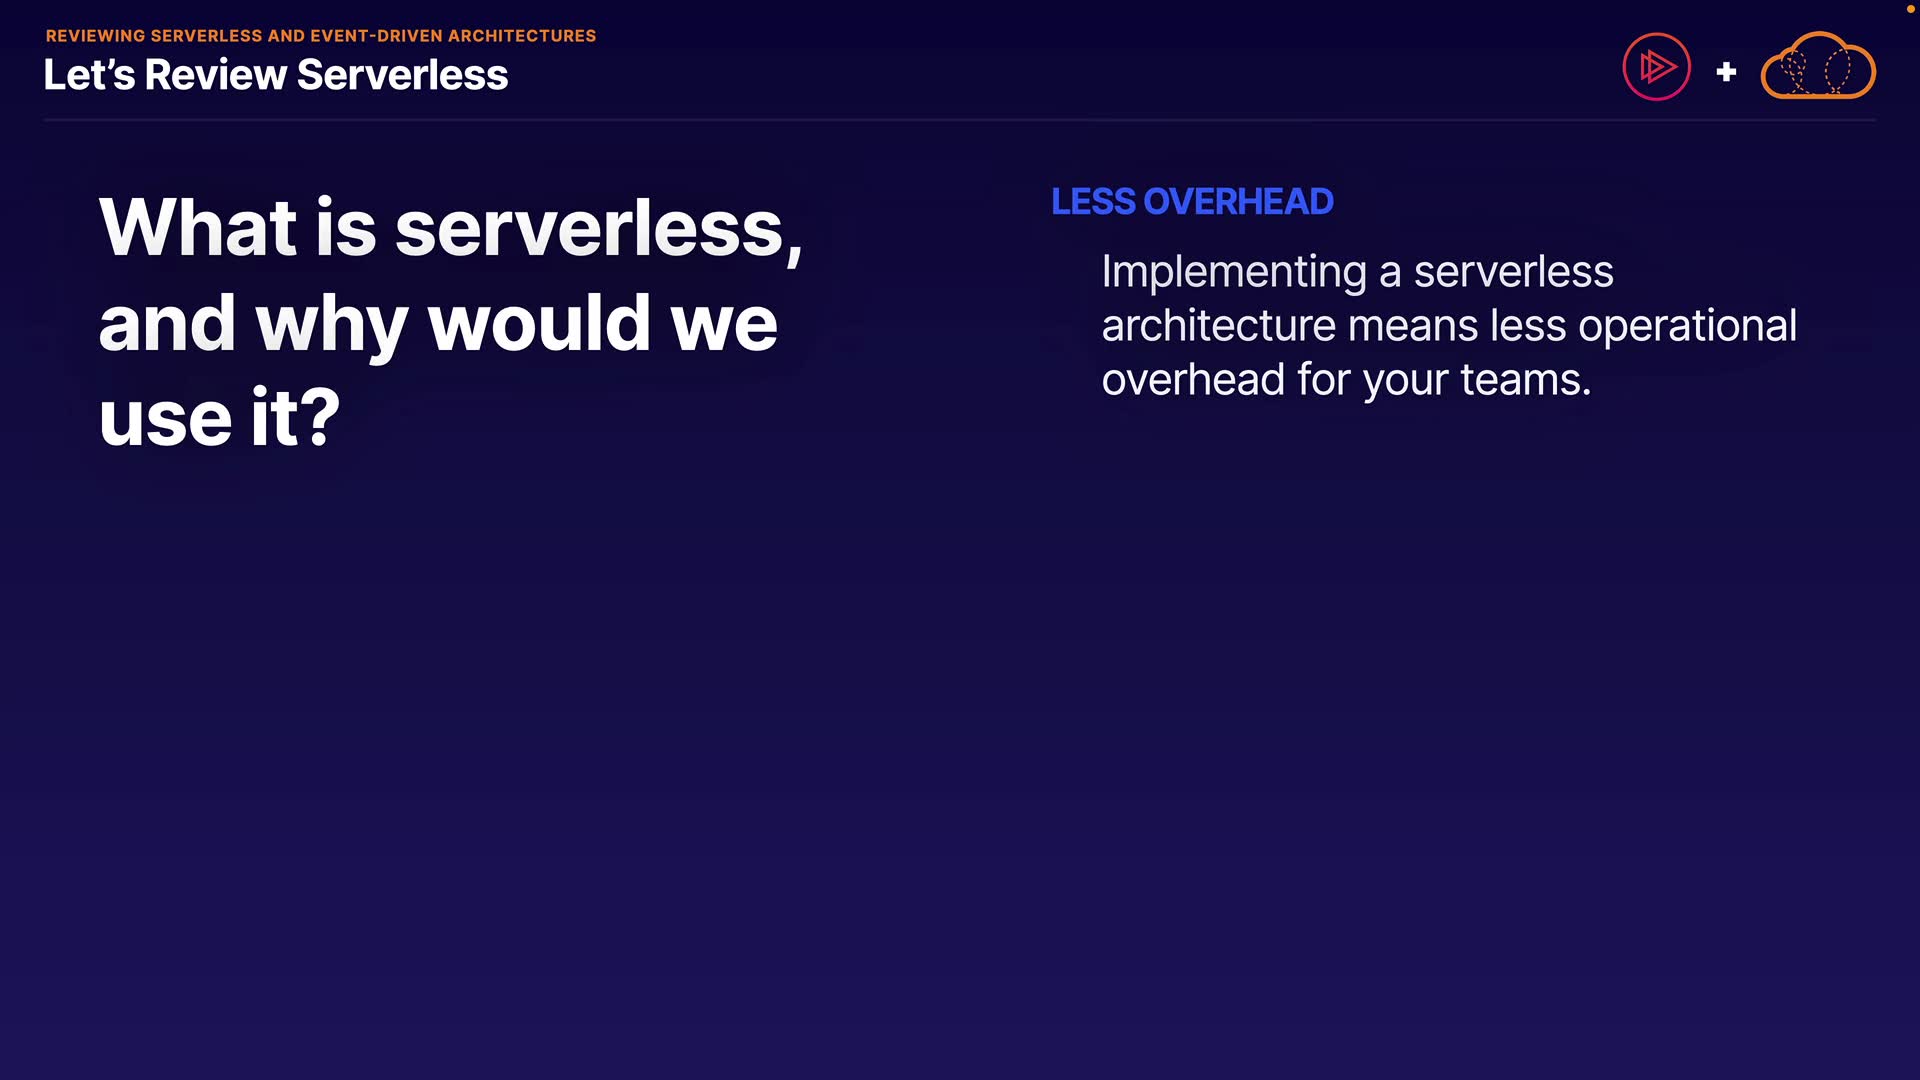 REVIEWING SERVERLESS AND EVENT-DRIVEN ARCHITECTURES
Let’s Review Serverless
What is serverless,
and why would we
use it?
LESS OVERHEAD
Implementing a serverless
architecture means less operational
overhead for your teams.